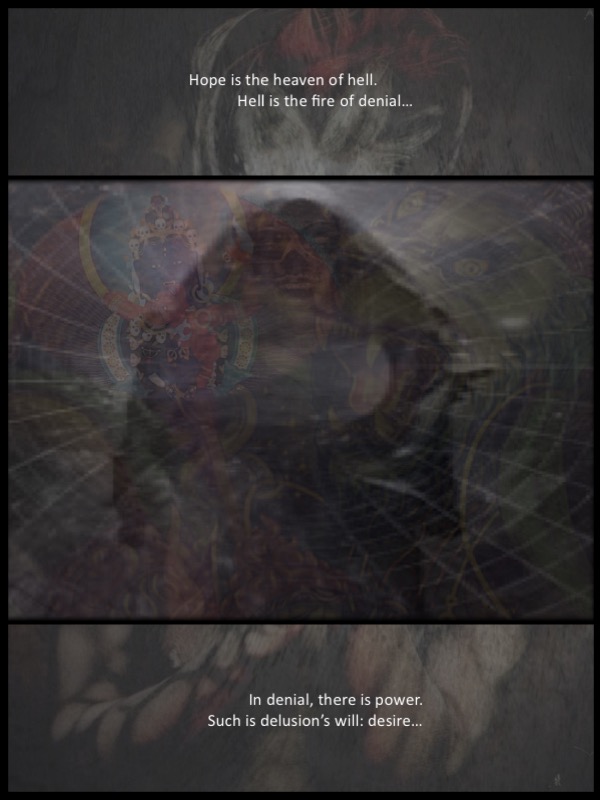 Hope is the heaven of hell.
Hell is the fire of denial…
In denial, there is power.
Such is delusion’s will: desire…